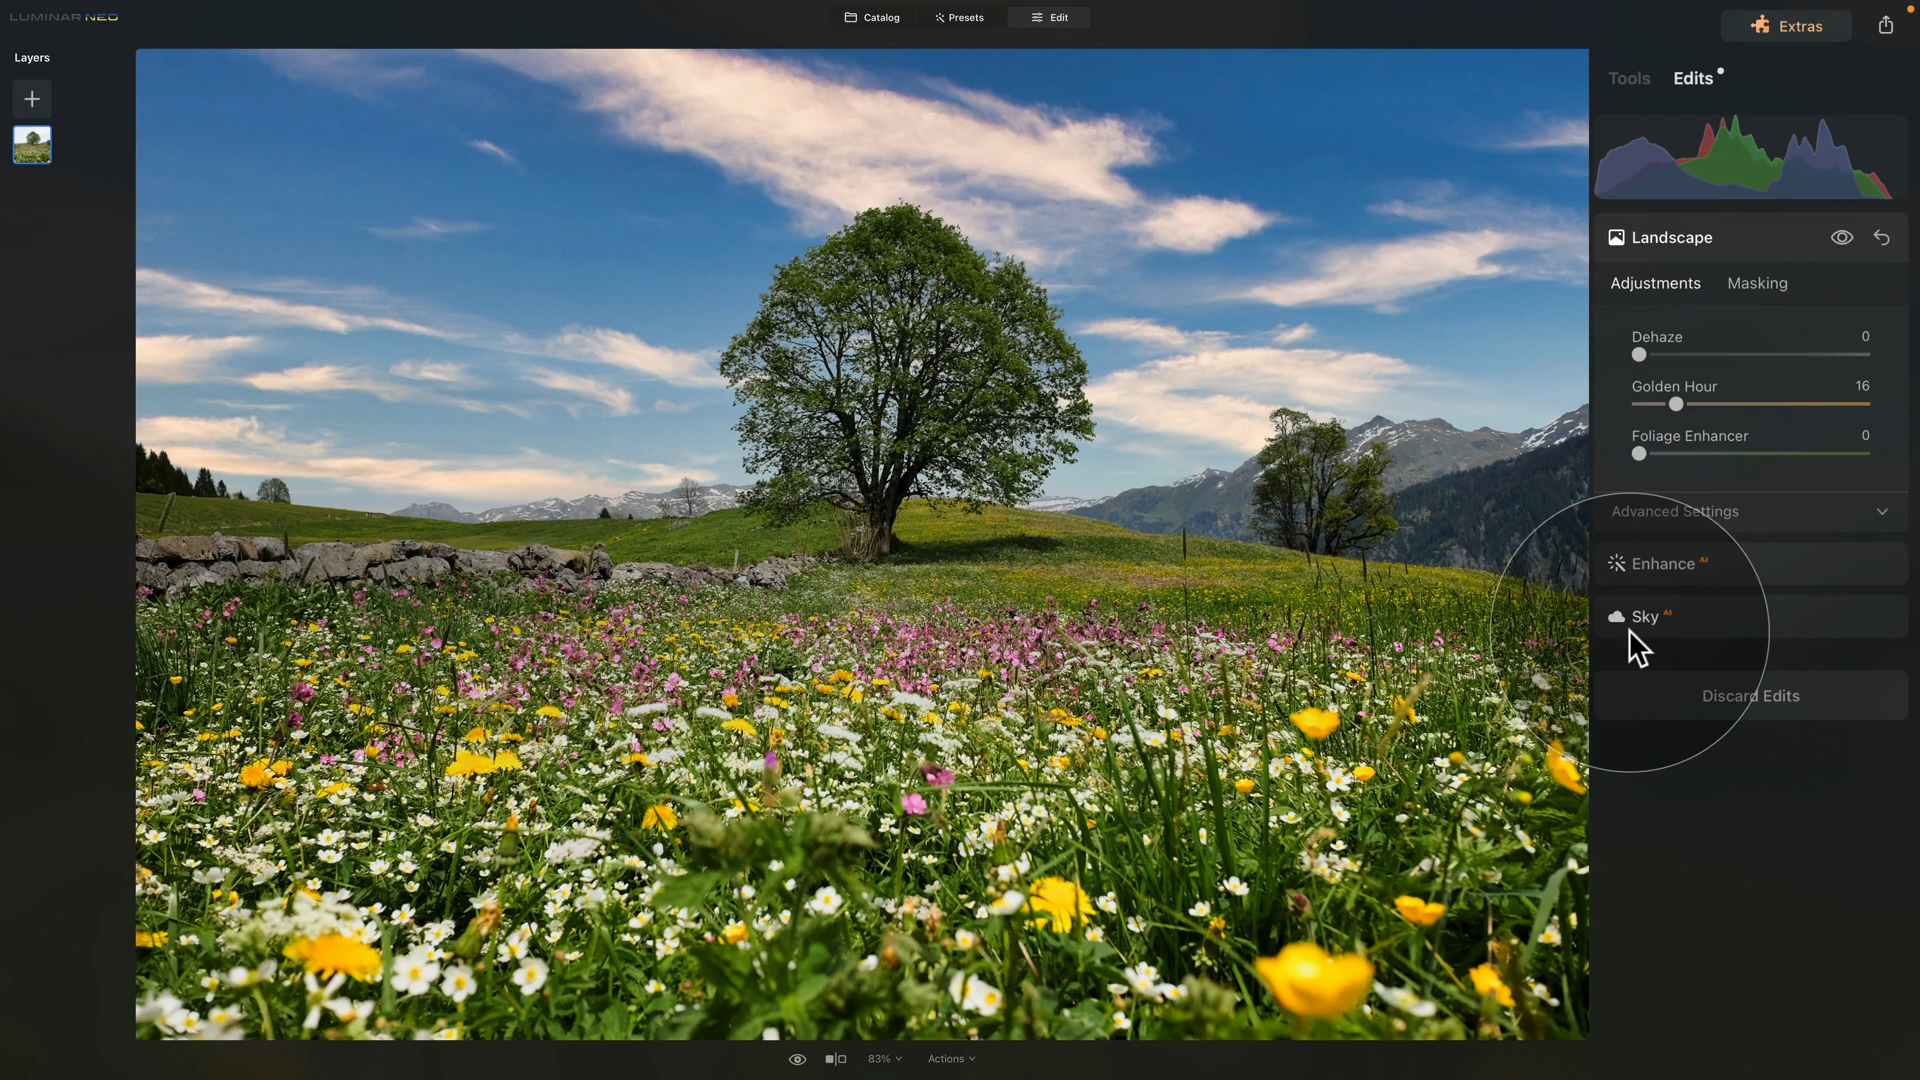 LUMINAR NEO
Catalog
Presets
Edit
Extras
Layers
Tools
Edits
Landscape
Adjustments
Masking
Dehaze 0
Golden Hour 16
Foliage Enhancer 0
Advanced Settings
Enhance AI
Sky AI
Discard Edits
83%
Actions